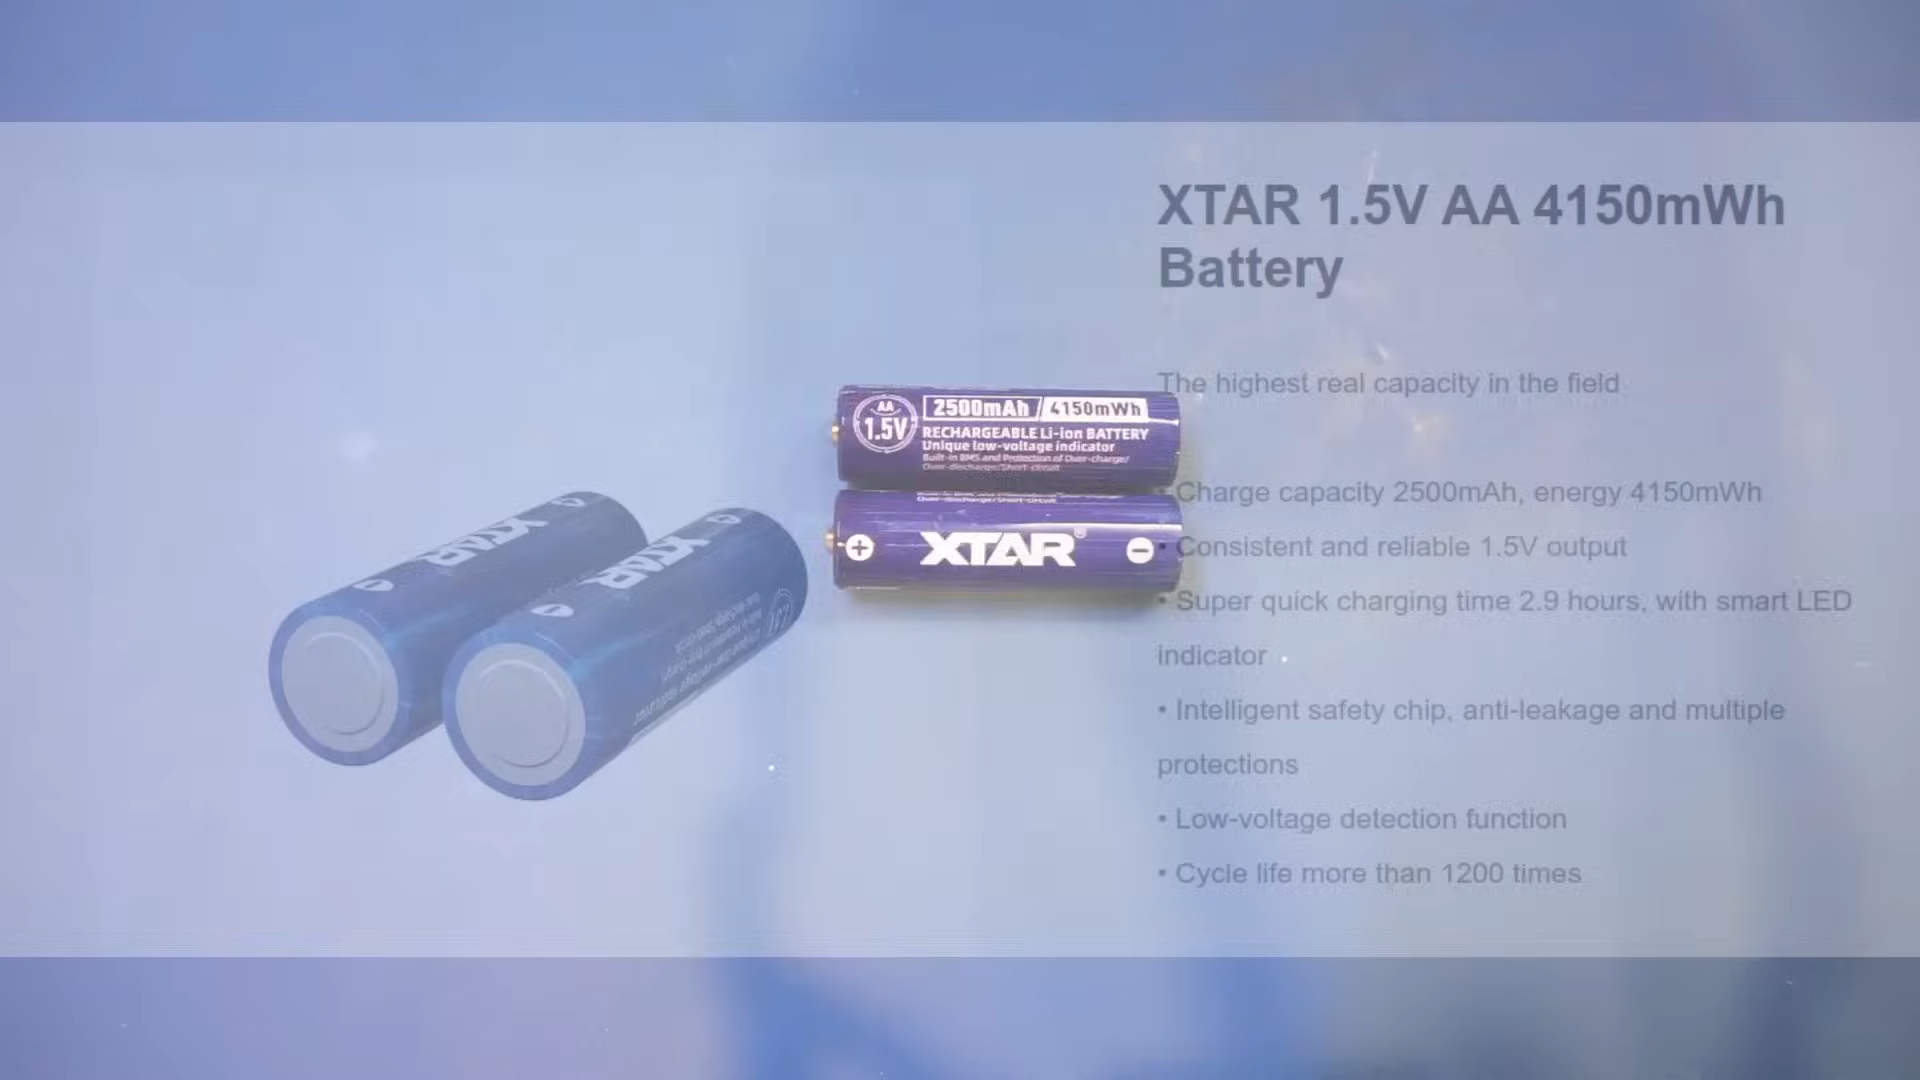 XTAR 1.5V AA 4150mWh
Battery
The highest real capacity in the field
• Charge capacity 2500mAh, energy 4150mWh
• Consistent and reliable 1.5V output
• Super quick charging time 2.9 hours, with smart LED
indicator
• Intelligent safety chip, anti-leakage and multiple
protections
• Low-voltage detection function
• Cycle life more than 1200 times
AA
1.5V
2500mAh/4150mWh
RECHARGEABLE Li-ion BATTERY
Unique low-voltage indicator
Built-in BMS and Protection of Over-charge/
Over-discharge/Short-circuit
Over-discharge/Short-circuit
XTAR®
XTAR
XTAR